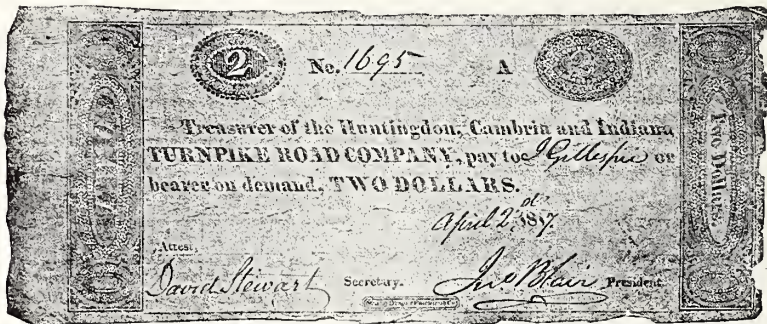 2 No. 1695 A 2
Treasurer of the Huntingdon, Cambria and Indiana
TURNPIKE ROAD COMPANY, pay to J Gillespie or
bearer on demand, TWO DOLLARS.
April 2d 1817.
Attest,
David Stewart Secretary. Jno Blair President.
Two Dollars